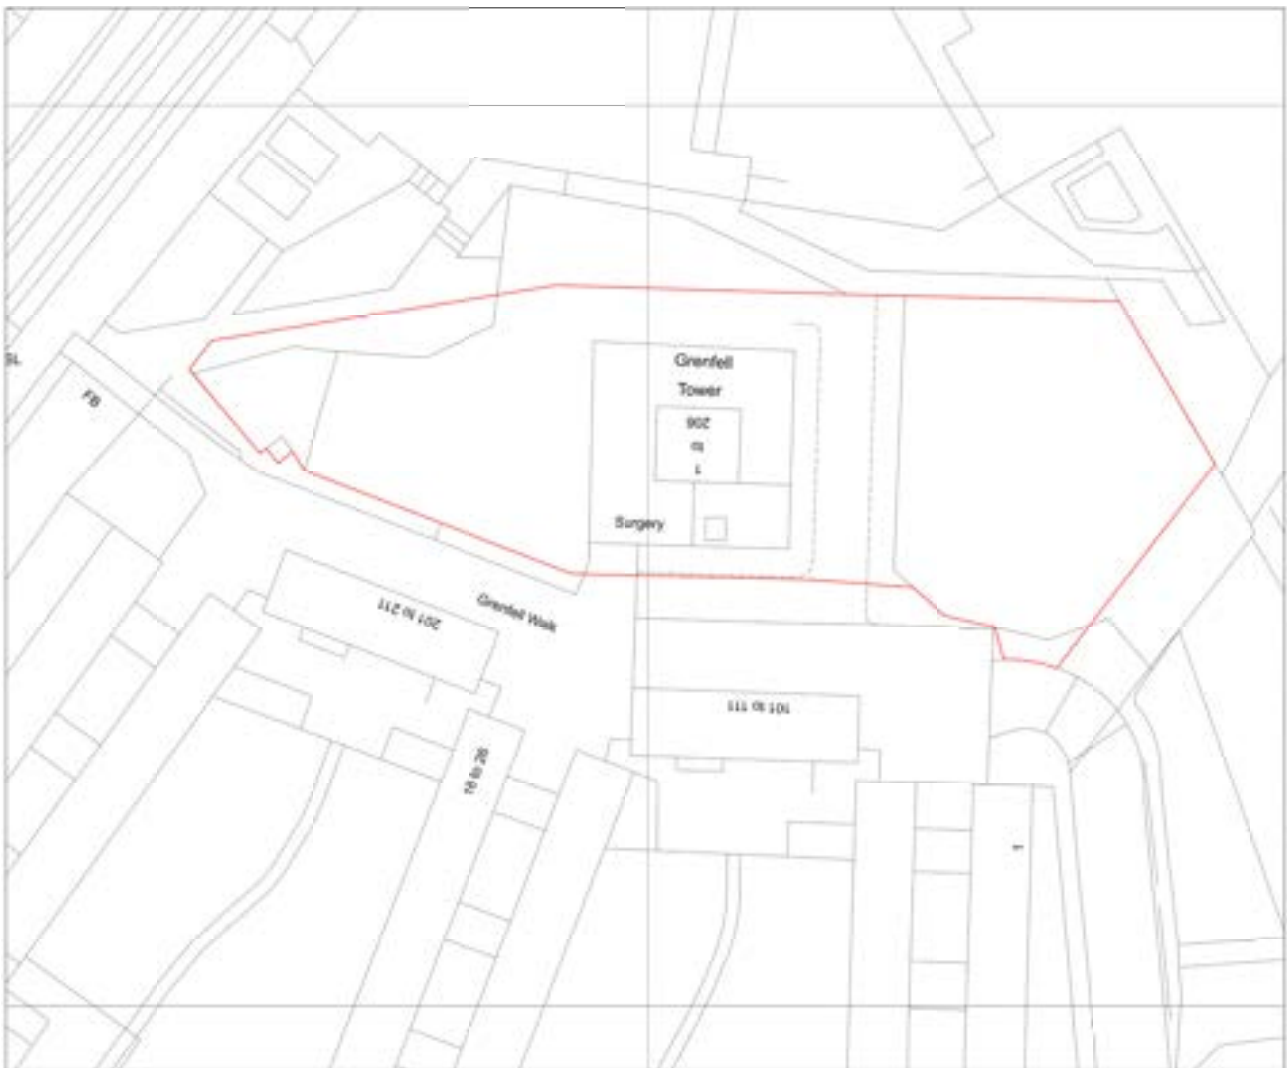 Grenfell
Tower
SL
FB
206
to
1
Surgery
Grenfell Walk
201 to 211
101 to 111
16 to 26
1